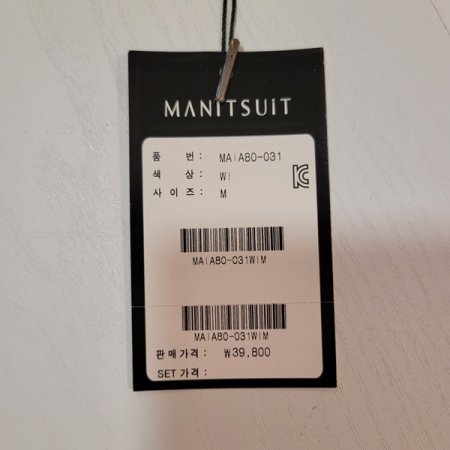 MANITSUIT
품 번 : MAIA80-031
색 상 : WI
사 이 즈 : M
MAIA80-031WIM
MAIA80-031WIM
판 매 가 격 : ₩39,800
SET 가 격 :